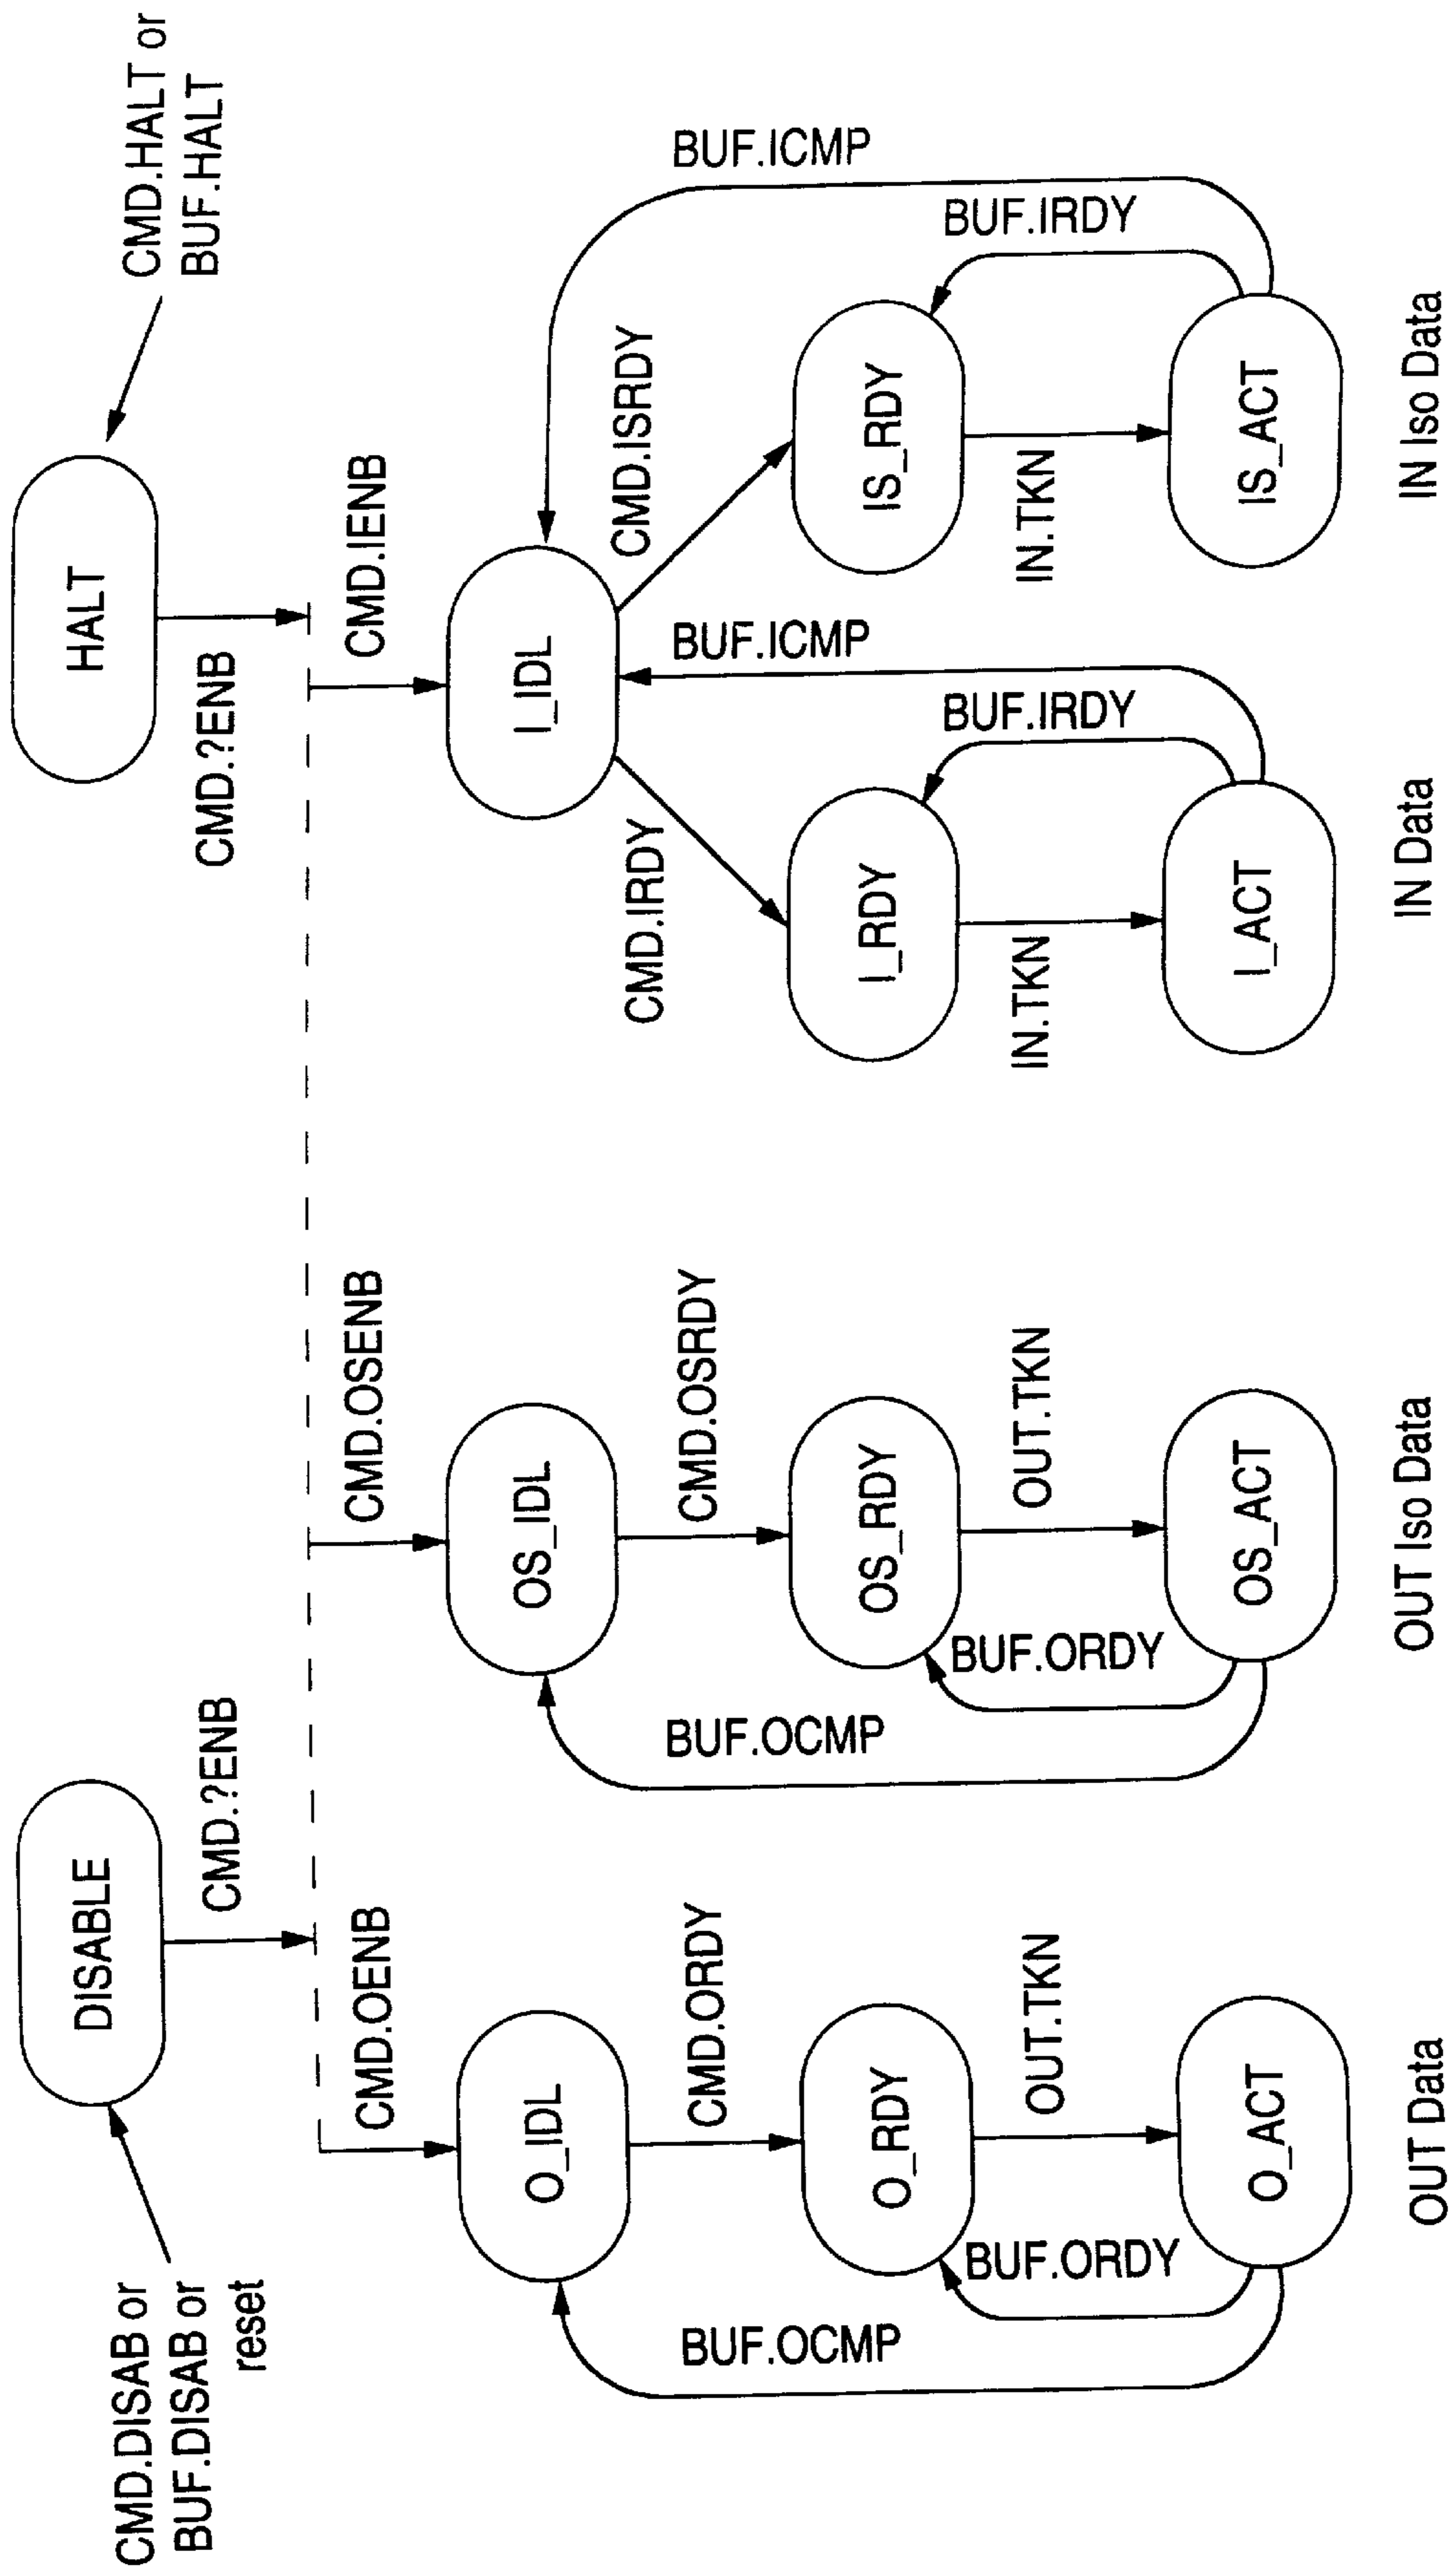 CMD.DISAB or
BUF.DISAB or
reset
DISABLE
CMD.?ENB
HALT
CMD.?ENB
CMD.HALT or
BUF.HALT
CMD.OENB
CMD.OSENB
CMD.IENB
O_IDL
OS_IDL
I_IDL
BUF.OCMP
CMD.ORDY
BUF.OCMP
CMD.OSRDY
CMD.IRDY
BUF.ICMP
CMD.ISRDY
BUF.ICMP
O_RDY
OS_RDY
I_RDY
IS_RDY
BUF.ORDY
OUT.TKN
BUF.ORDY
OUT.TKN
IN.TKN
BUF.IRDY
IN.TKN
BUF.IRDY
O_ACT
OS_ACT
I_ACT
IS_ACT
OUT Data
OUT Iso Data
IN Data
IN Iso Data